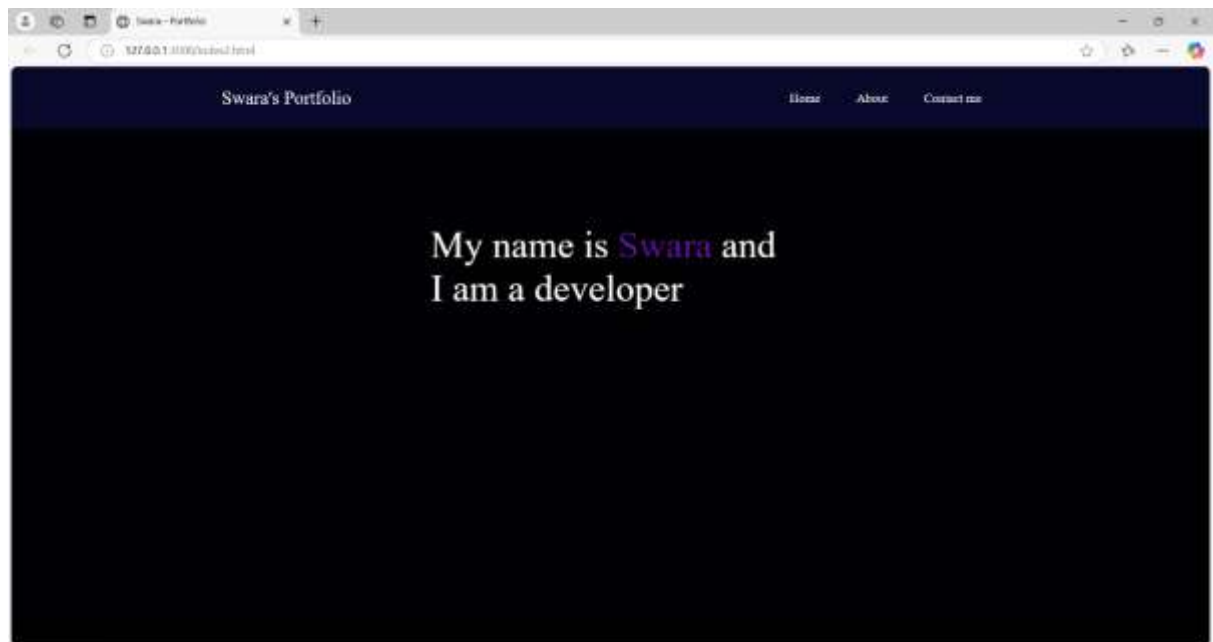 Swara - Portfolio
127.0.0.1
Swara's Portfolio
Home About Contact me
My name is Swara and
I am a developer